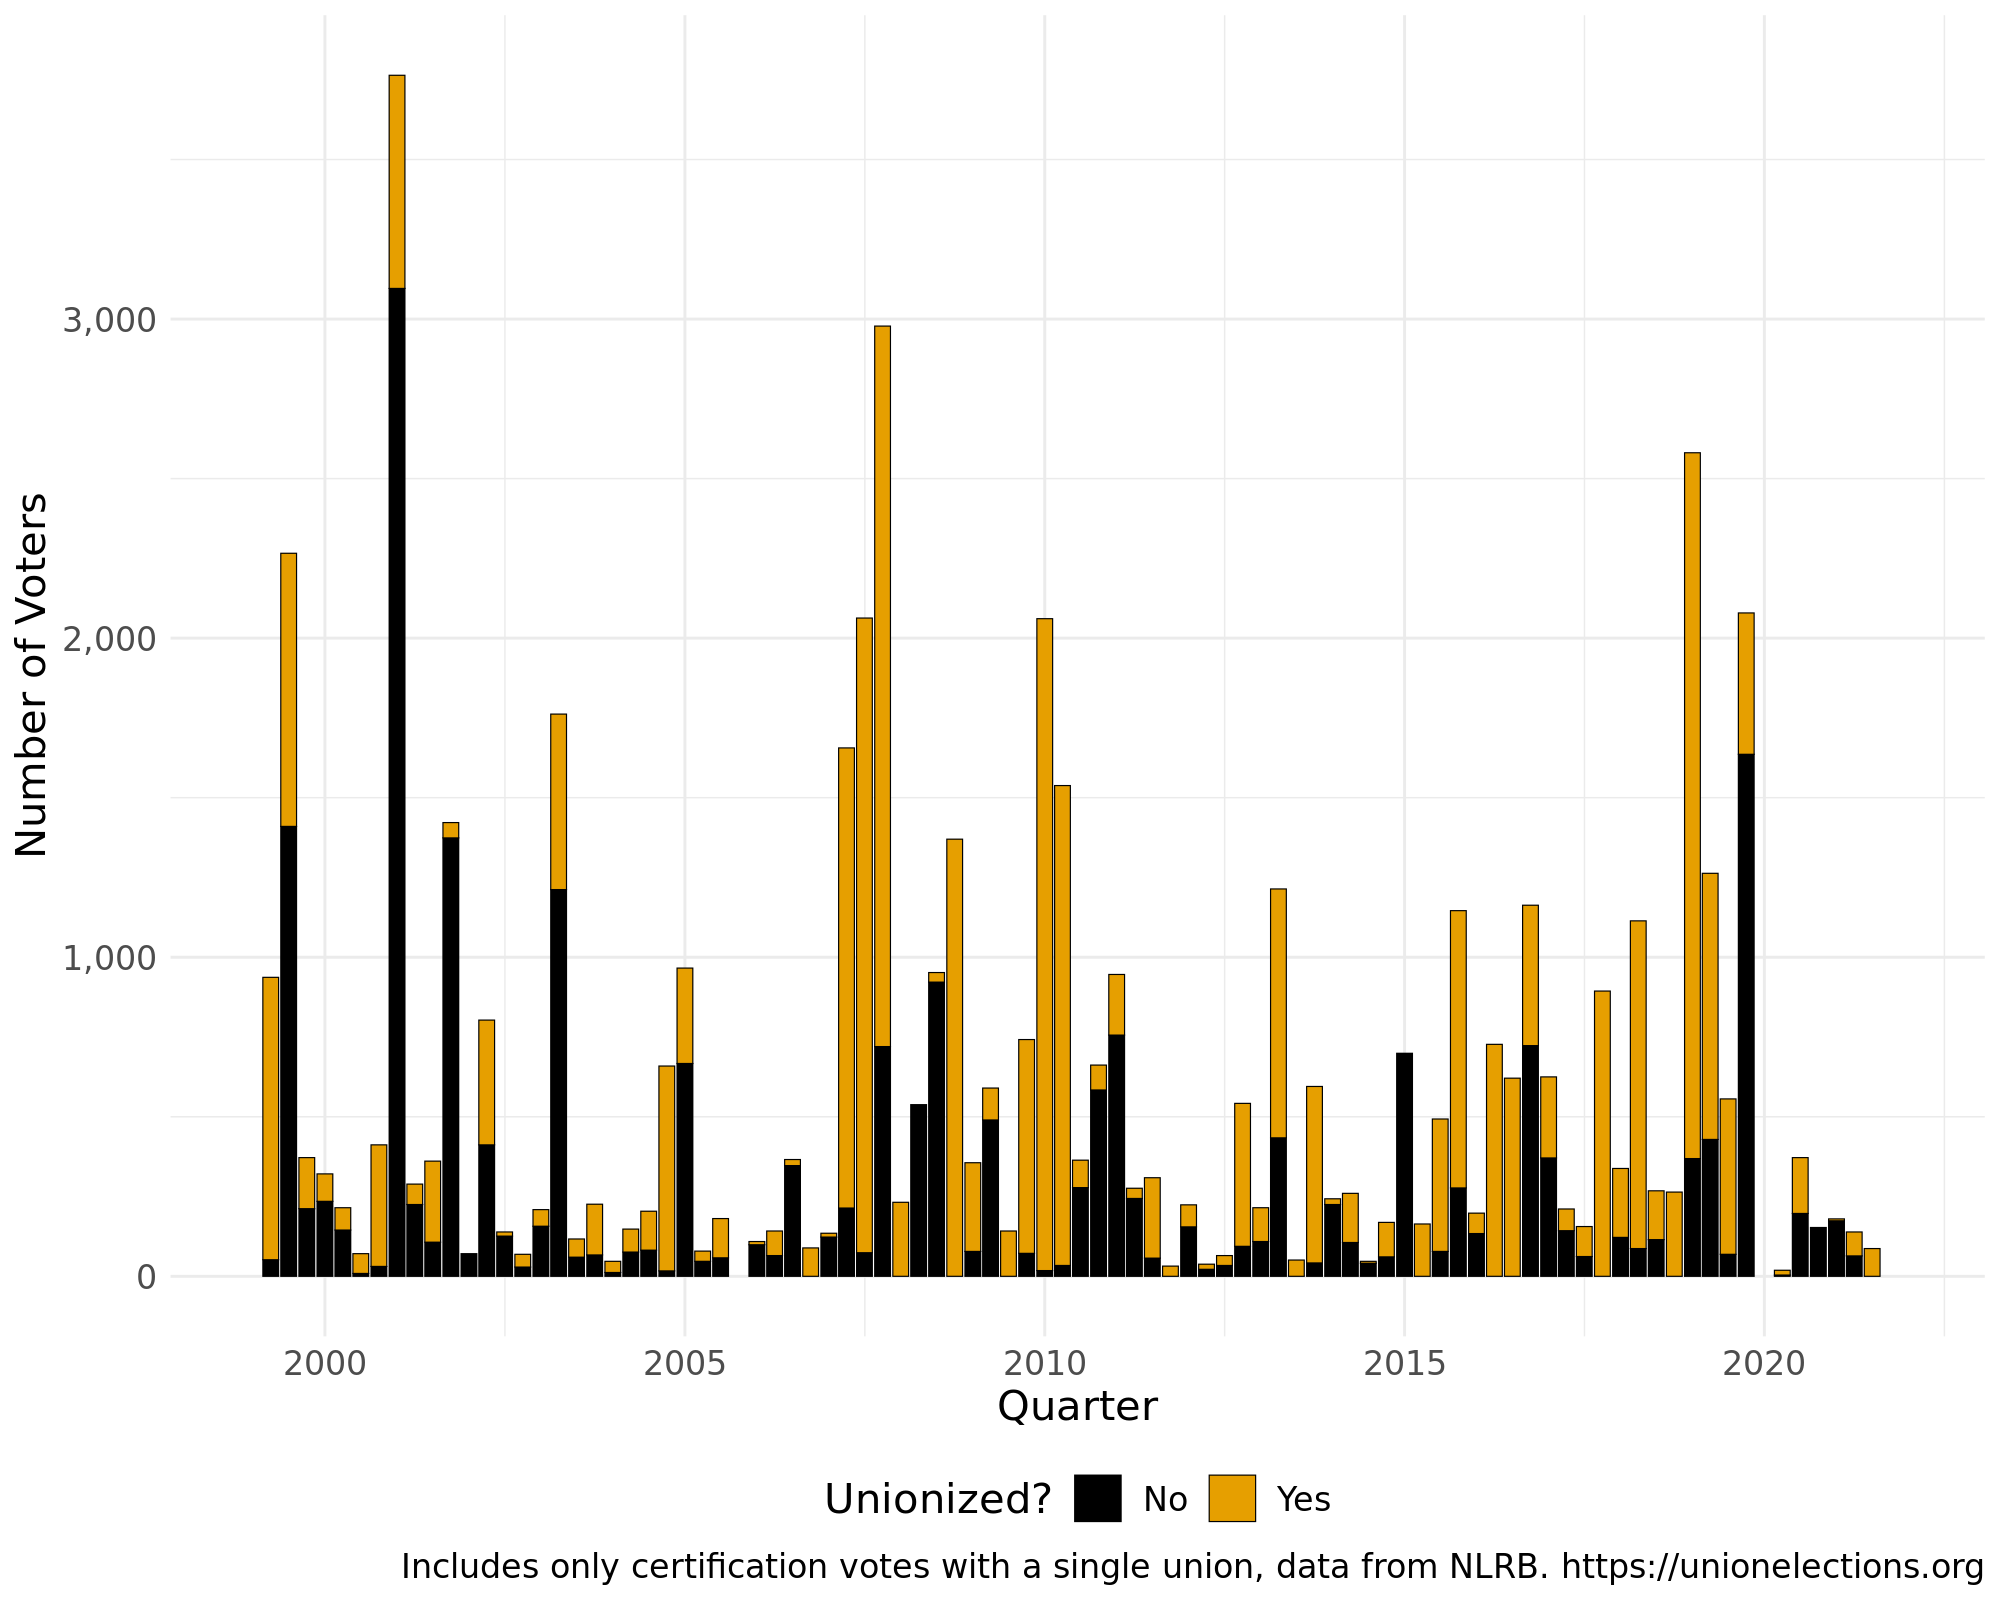 Number of Voters
3,000
2,000
1,000
0
2000 2005 2010 2015 2020
Quarter
Unionized? No Yes
Includes only certification votes with a single union, data from NLRB. https://unionelections.org